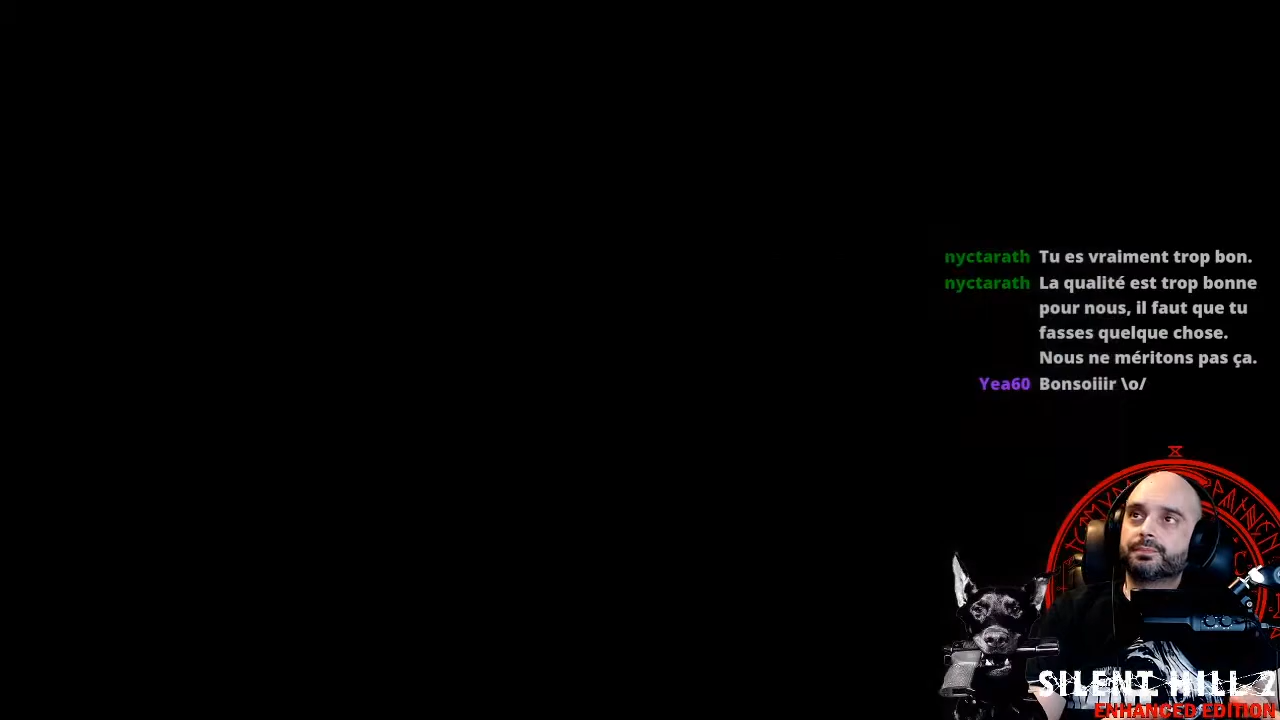 nyctarath Tu es vraiment trop bon.
nyctarath La qualité est trop bonne
pour nous, il faut que tu
fasses quelque chose.
Nous ne méritons pas ça.
Yea60 Bonsoiiir \o/
SILENT HILL 2
ENHANCED EDITION